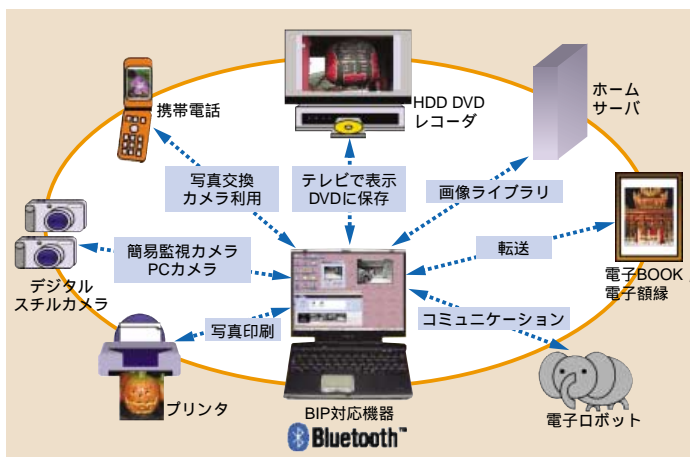 携帯電話
HDD DVD
レコーダ
ホーム
サーバ
写真交換
カメラ利用
テレビで表示
DVDに保存
画像ライブラリ
簡易監視カメラ
PCカメラ
転送
デジタル
スチルカメラ
電子BOOK
電子額縁
写真印刷
コミュニケーション
プリンタ
BIP対応機器
電子ロボット
Bluetooth™